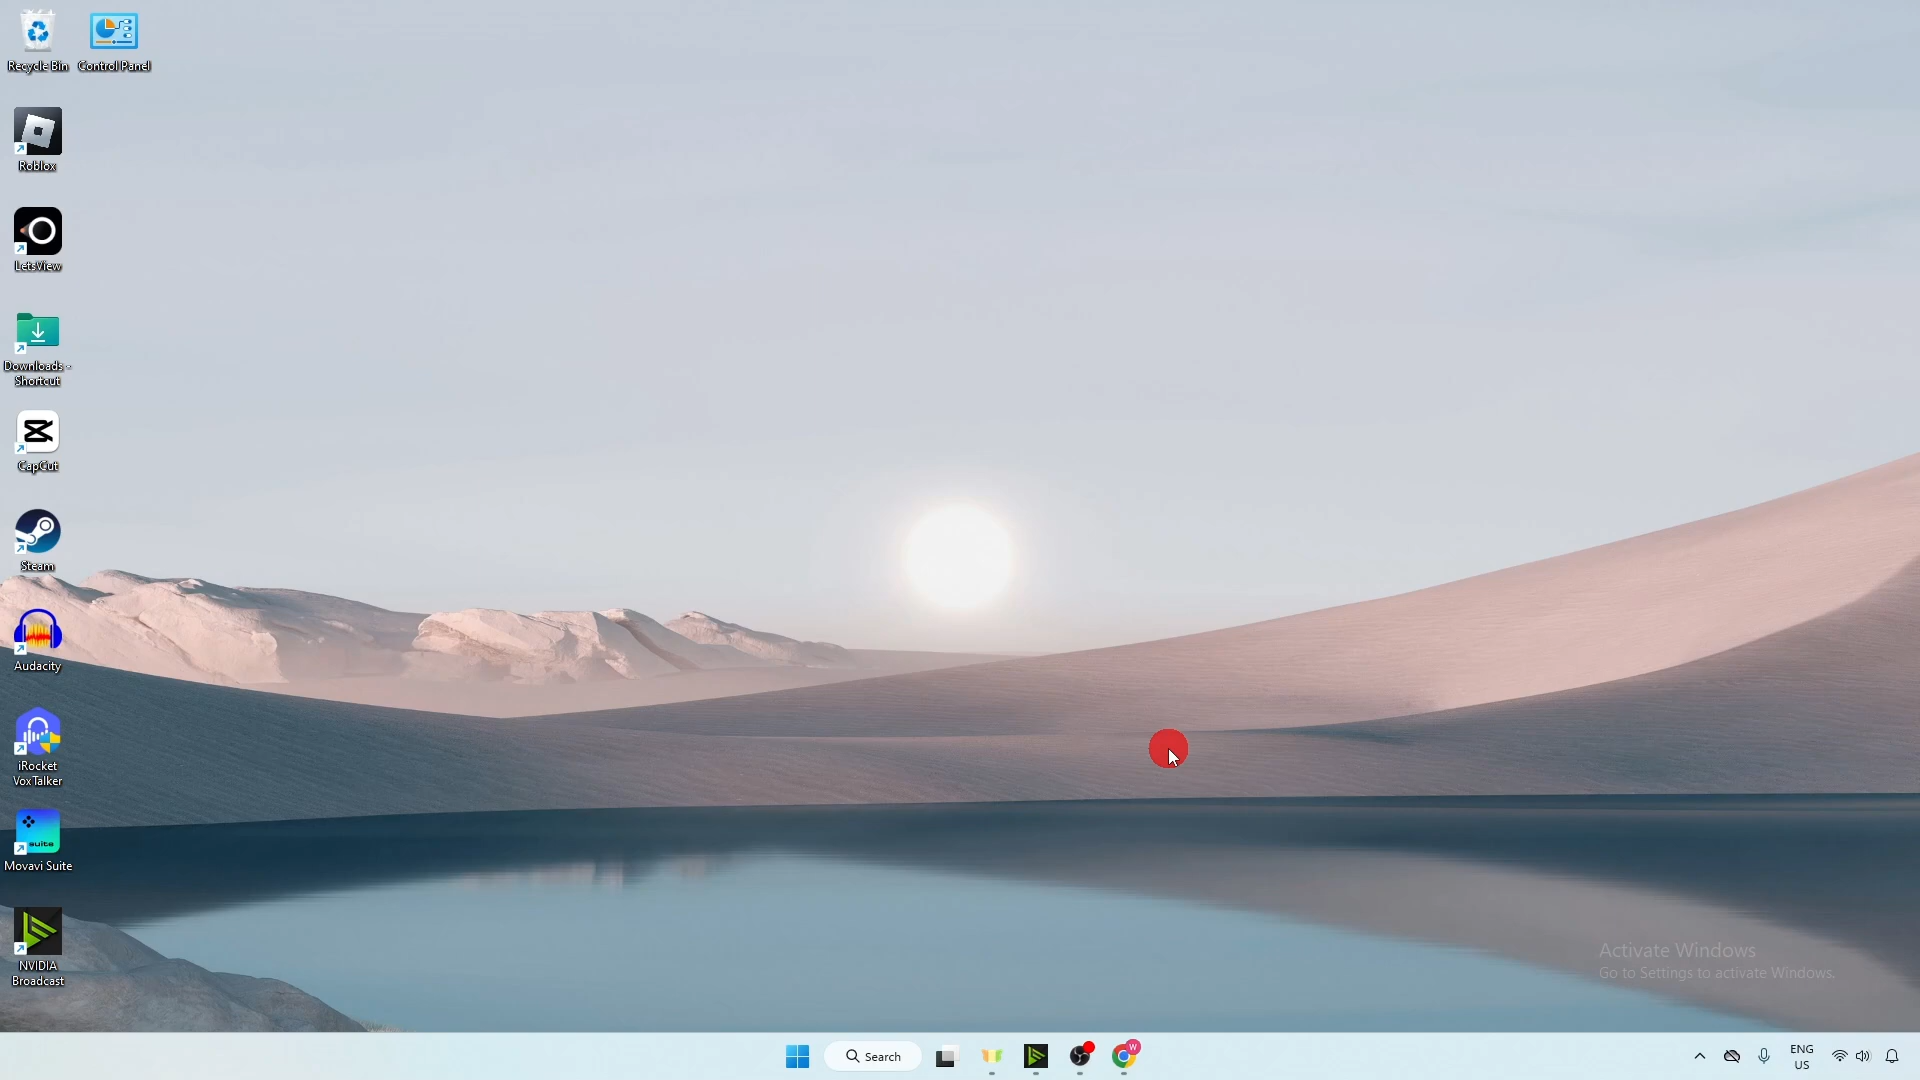 Recycle Bin
Control Panel
Roblox
LetsView
Downloads -
Shortcut
CapCut
Steam
Audacity
iRocket
VoxTalker
suite
Movavi Suite
NVIDIA
Broadcast
Activate Windows
Go to Settings to activate Windows.
Search
W
ENG
US